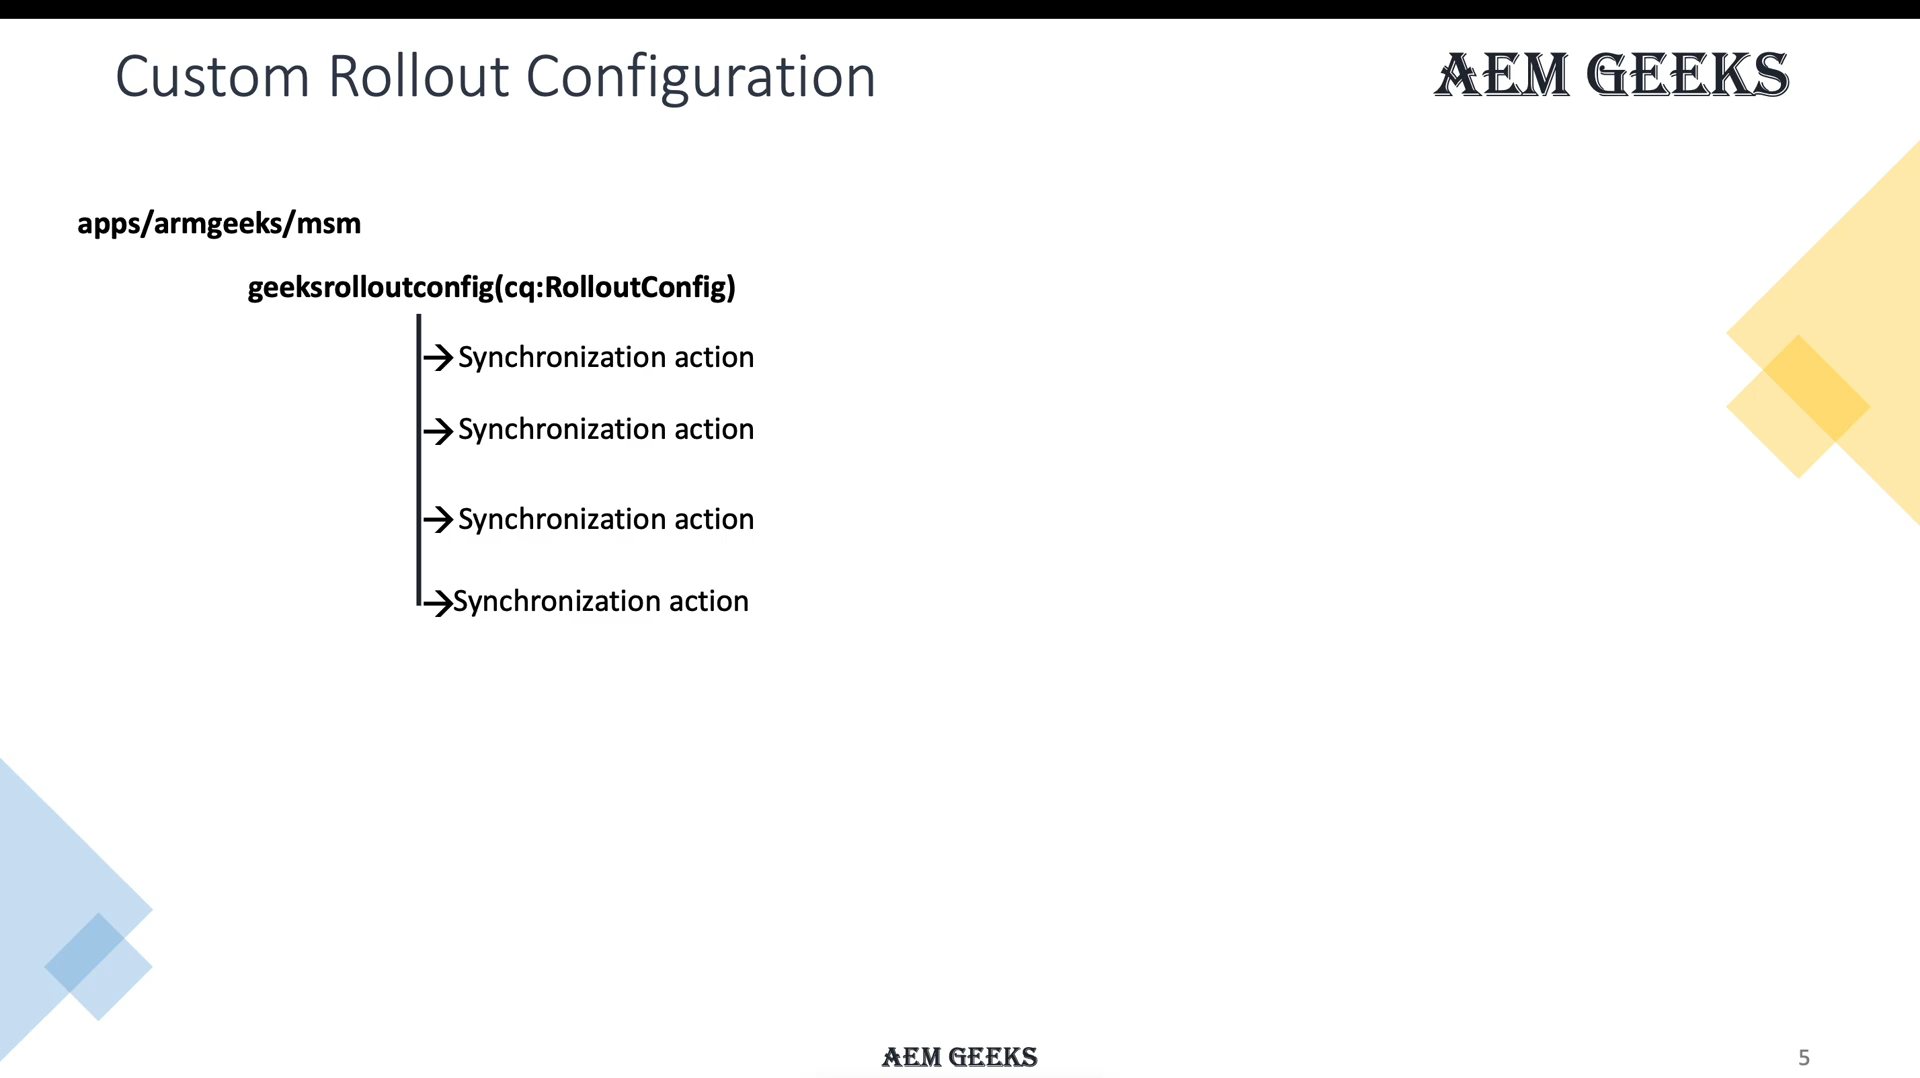 Custom Rollout Configuration
AEM GEEKS
apps/armgeeks/msm
geeksrolloutconfig(cq:RolloutConfig)
→ Synchronization action
→ Synchronization action
→ Synchronization action
→Synchronization action
AEM GEEKS
5